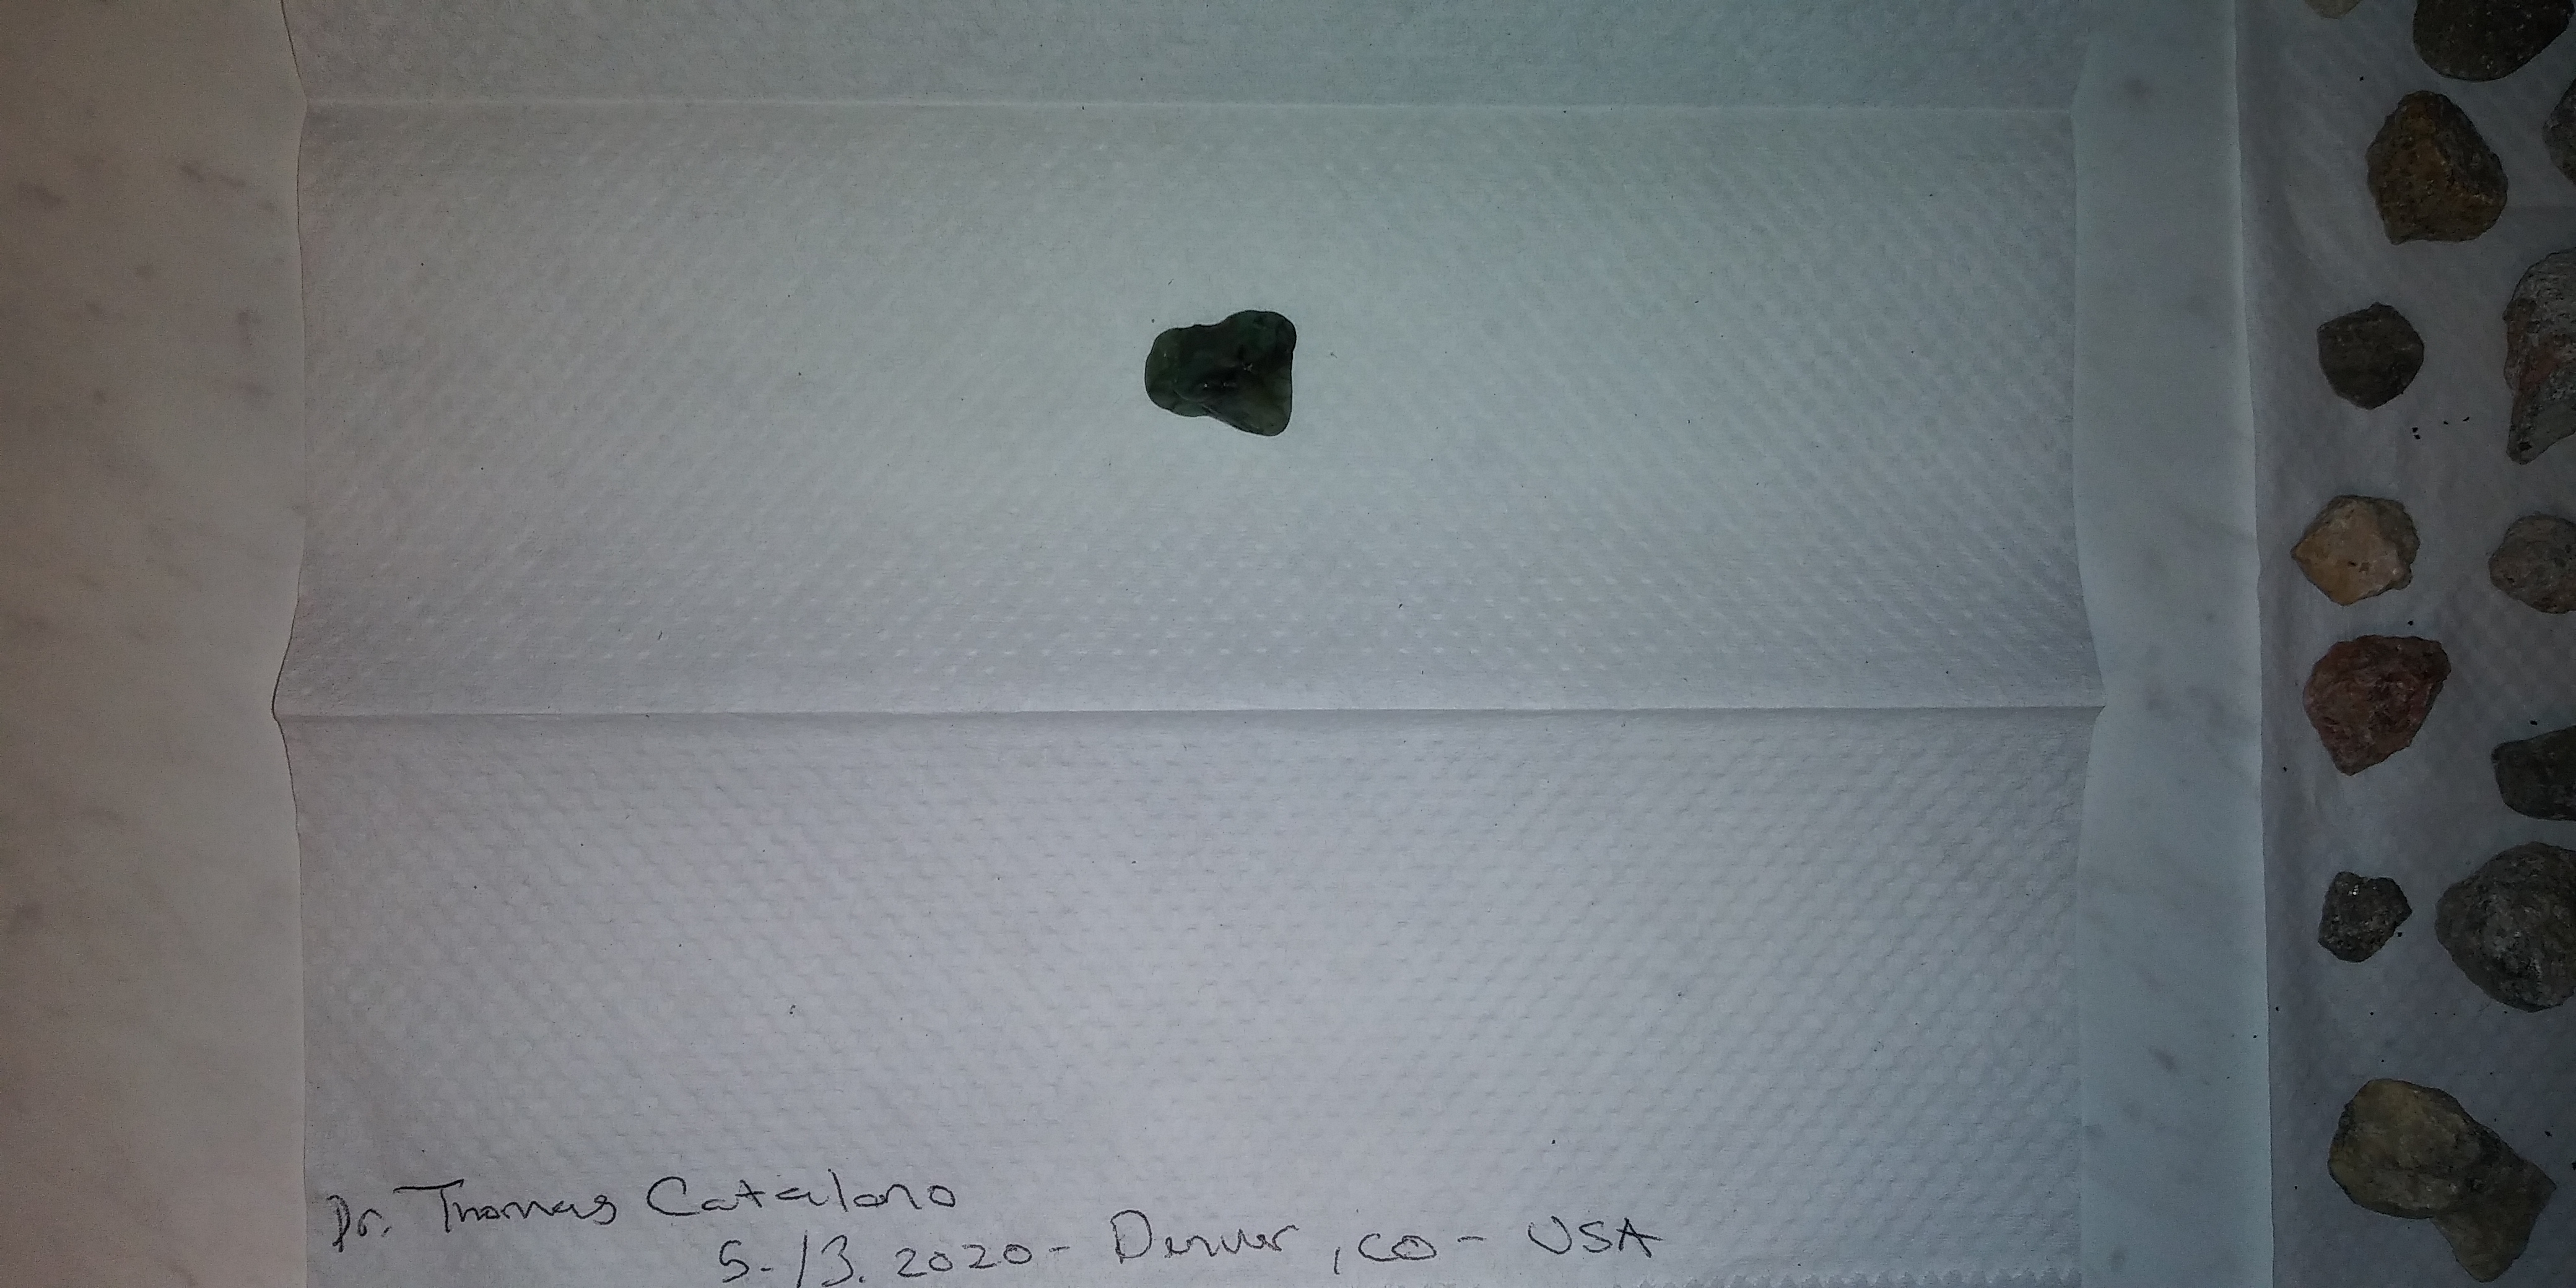 Dr. Thomas Catalano
5-13.2020 - Denver, CO - USA